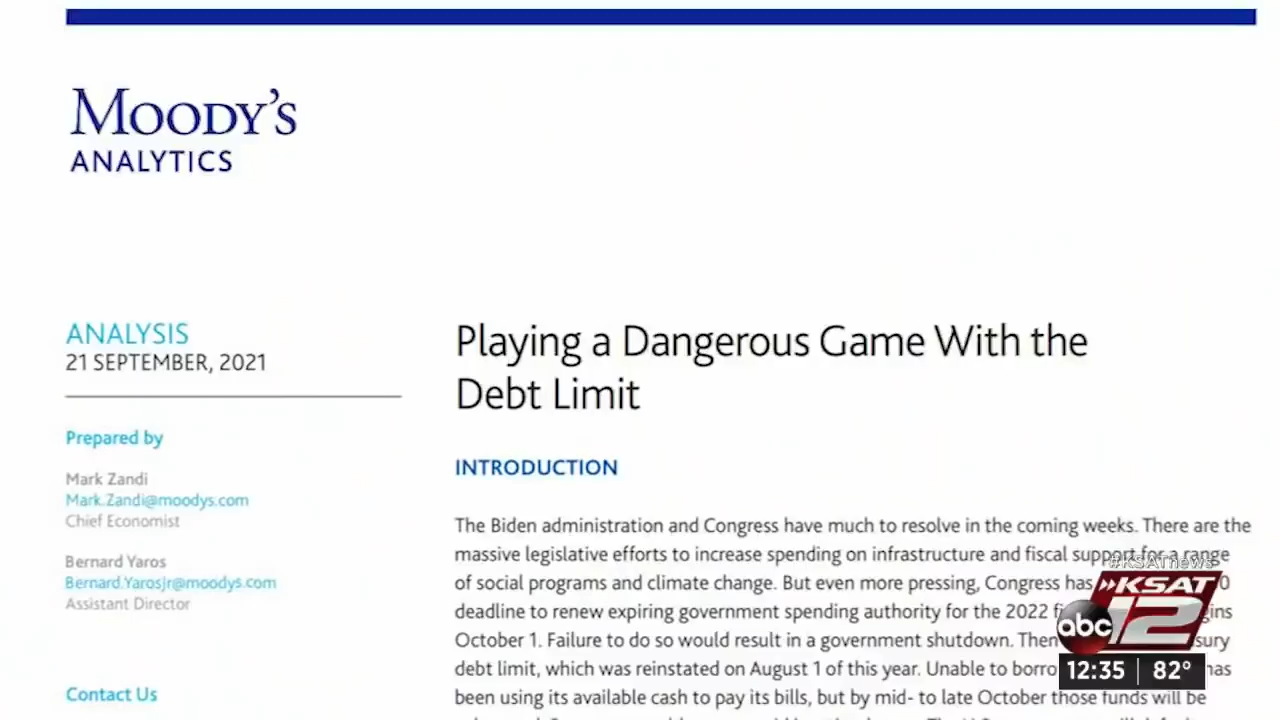 MOODY'S
ANALYTICS
ANALYSIS
21 SEPTEMBER, 2021
Prepared by
Mark Zandi
Mark.Zandi@moodys.com
Chief Economist
Bernard Yaros
Bernard.YarosJr@moodys.com
Assistant Director
Contact Us
Playing a Dangerous Game With the
Debt Limit
INTRODUCTION
The Biden administration and Congress have much to resolve in the coming weeks. There are the
massive legislative efforts to increase spending on infrastructure and fiscal support for a range
of social programs and climate change. But even more pressing, Congress has
deadline to renew expiring government spending authority for the 2022
October 1. Failure to do so would result in a government shutdown. Then
debt limit, which was reinstated on August 1 of this year. Unable to has
been using its available cash to pay its bills, but by mid- to late October those funds will be
#KSATnews
KSAT
abc 12
12:35 | 82°